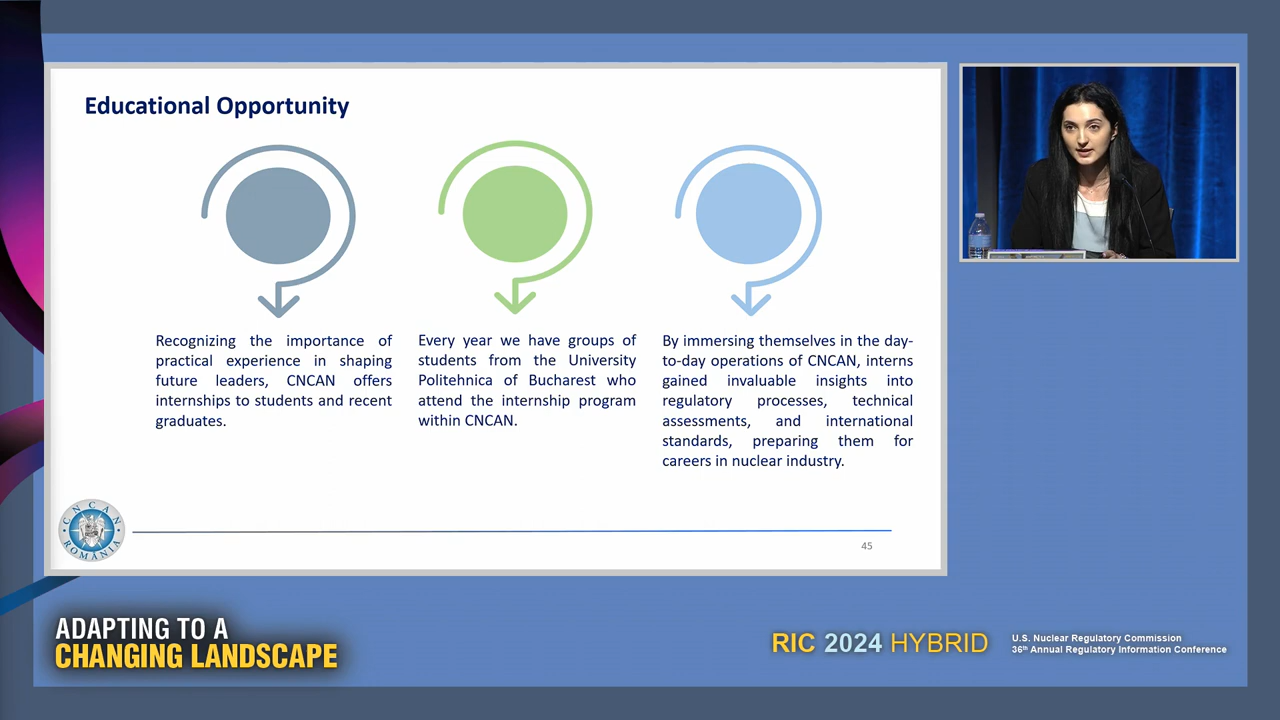 Educational Opportunity
Recognizing the importance of
practical experience in shaping
future leaders, CNCAN offers
internships to students and recent
graduates.
Every year we have groups of
students from the University
Politehnica of Bucharest who
attend the internship program
within CNCAN.
By immersing themselves in the day-
to-day operations of CNCAN, interns
gained invaluable insights into
regulatory processes, technical
assessments, and international
standards, preparing them for
careers in nuclear industry.
CNCAN
ROMÂNIA
45
ADAPTING TO A
CHANGING LANDSCAPE
RIC 2024 HYBRID
U.S. Nuclear Regulatory Commission
36th Annual Regulatory Information Conference